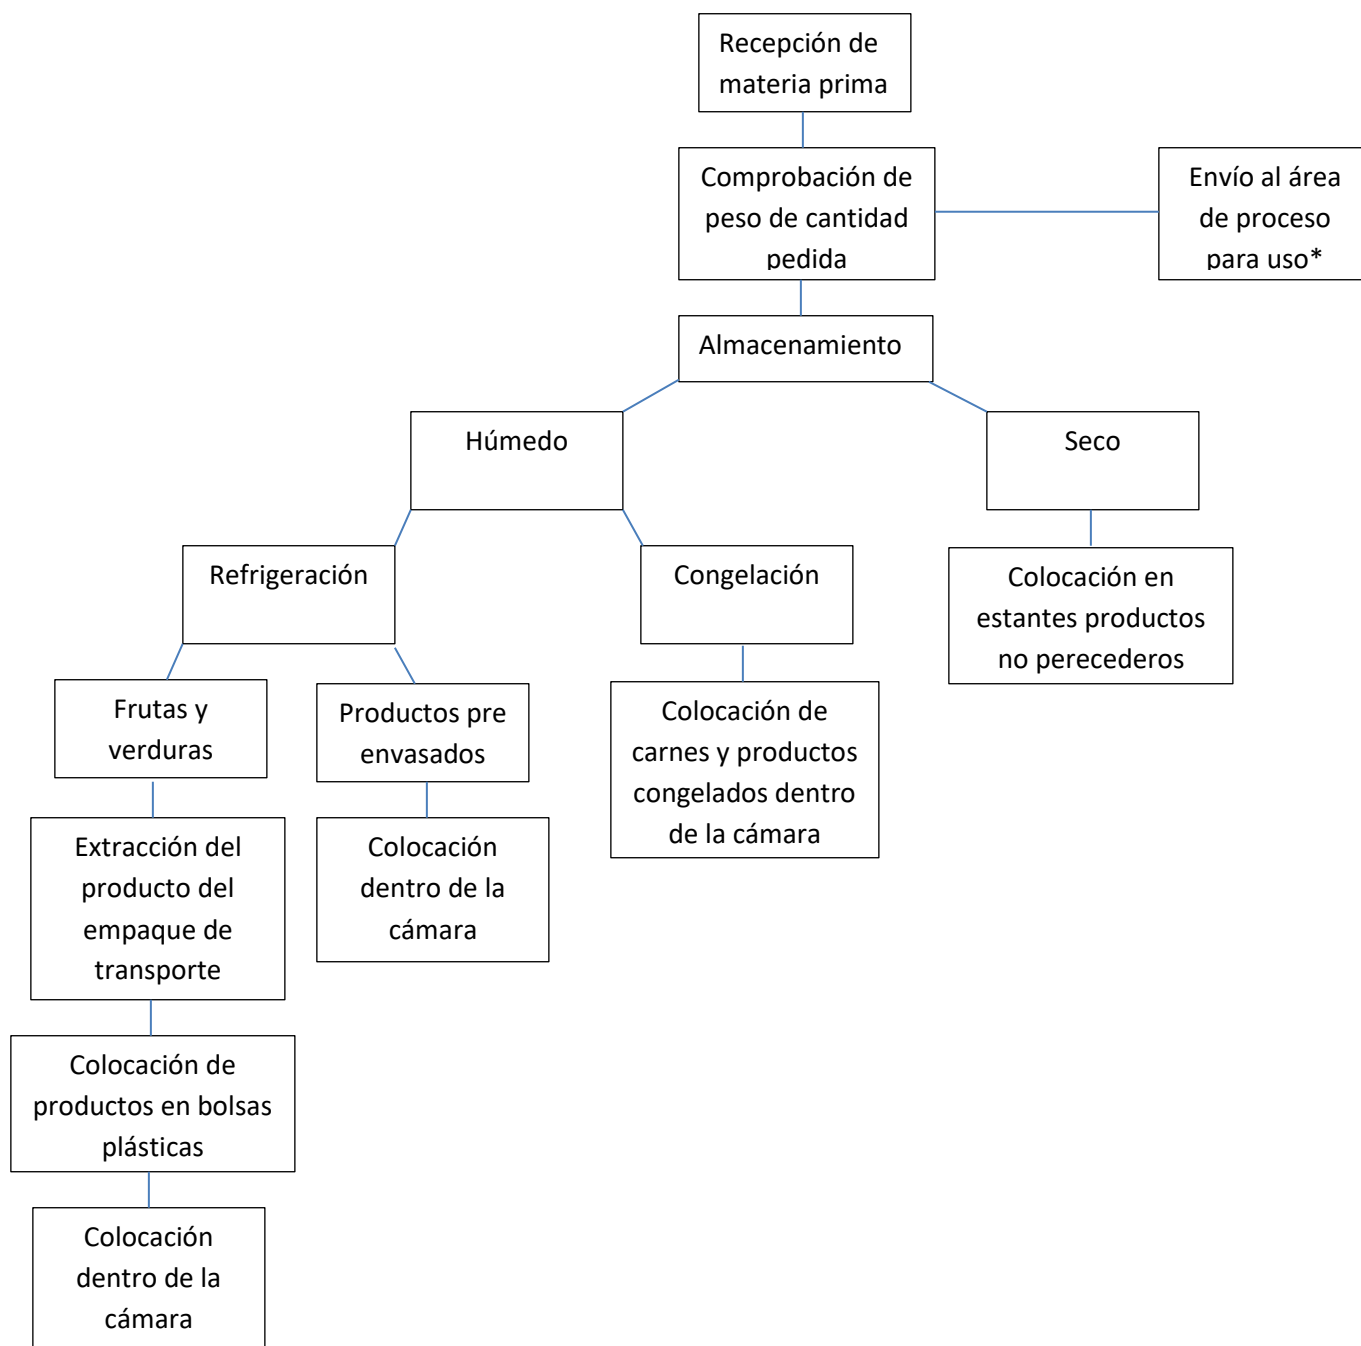 Recepción de
materia prima
Comprobación de
peso de cantidad
pedida
Envío al área
de proceso
para uso*
Almacenamiento
Húmedo
Seco
Refrigeración
Congelación
Colocación en
estantes productos
no perecederos
Frutas y
verduras
Productos pre
envasados
Colocación de
carnes y productos
congelados dentro
de la cámara
Extracción del
producto del
empaque de
transporte
Colocación
dentro de la
cámara
Colocación de
productos en bolsas
plásticas
Colocación
dentro de la
cámara